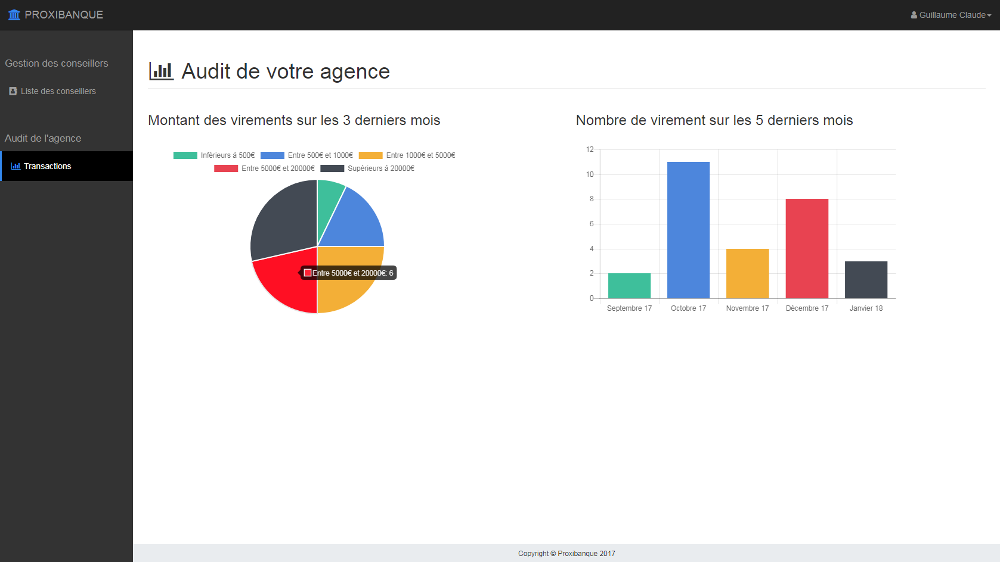 PROXIBANQUE
Guillaume Claude
Gestion des conseillers
Liste des conseillers
Audit de l'agence
Transactions
Audit de votre agence
Montant des virements sur les 3 derniers mois
Inférieurs à 500€ Entre 500€ et 1000€ Entre 1000€ et 5000€
Entre 5000€ et 20000€ Supérieurs à 20000€
Entre 5000€ et 20000€: 6
Nombre de virement sur les 5 derniers mois
12
10
8
6
4
2
0
Septembre 17 Octobre 17 Novembre 17 Décembre 17 Janvier 18
Copyright © Proxibanque 2017